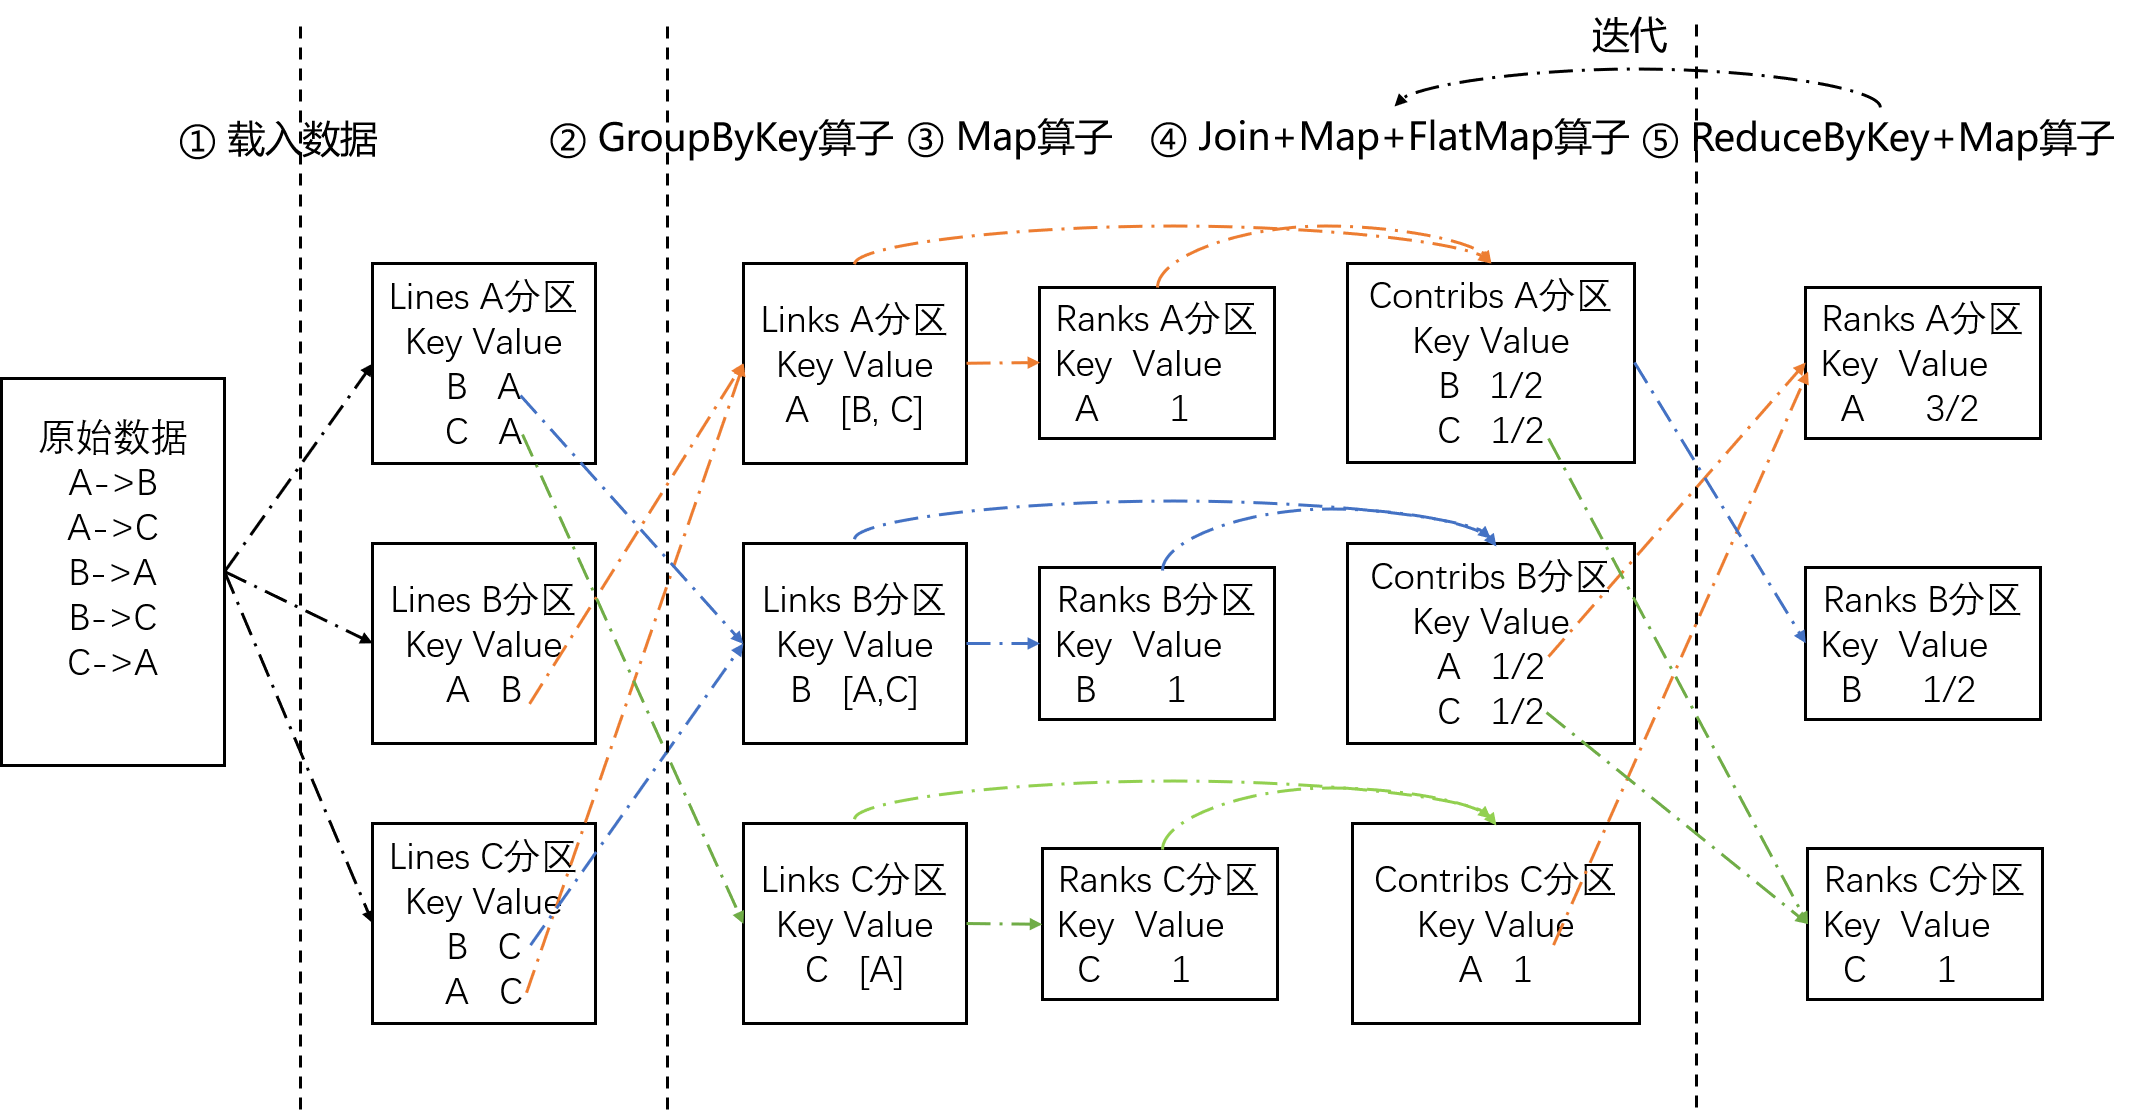 迭代
① 载入数据
② GroupByKey算子
③ Map算子
④ Join+Map+FlatMap算子
⑤ ReduceByKey+Map算子
原始数据
A->B
A->C
B->A
B->C
C->A
Lines A分区
Key Value
B A
C A
Lines B分区
Key Value
A B
Lines C分区
Key Value
B C
A C
Links A分区
Key Value
A [B, C]
Links B分区
Key Value
B [A,C]
Links C分区
Key Value
C [A]
Ranks A分区
Key Value
A 1
Ranks B分区
Key Value
B 1
Ranks C分区
Key Value
C 1
Contribs A分区
Key Value
B 1/2
C 1/2
Contribs B分区
Key Value
A 1/2
C 1/2
Contribs C分区
Key Value
A 1
Ranks A分区
Key Value
A 3/2
Ranks B分区
Key Value
B 1/2
Ranks C分区
Key Value
C 1